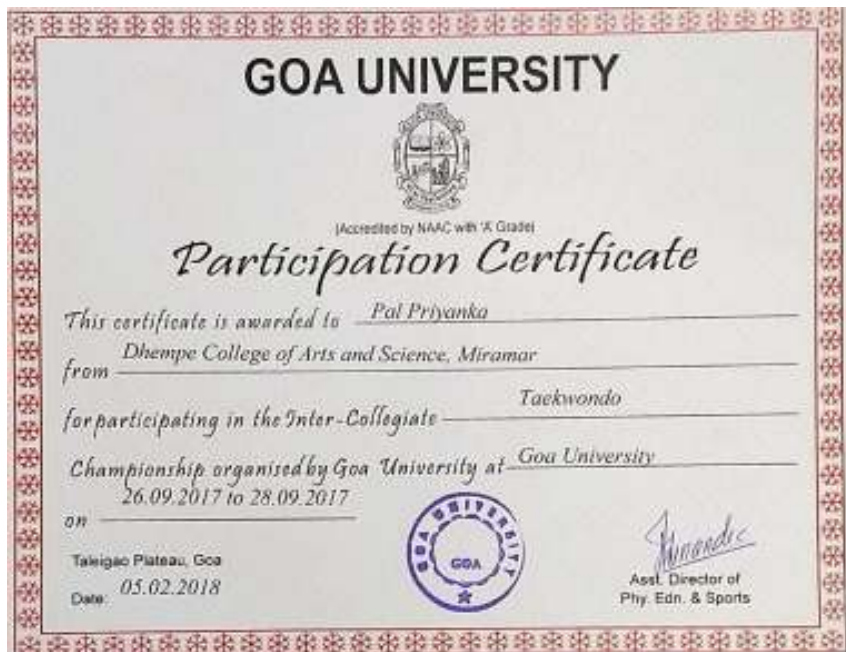 GOA UNIVERSITY
(Accredited by NAAC with 'A' Grade)
Participation Certificate
This certificate is awarded to Pal Priyanka
from Dhempe College of Arts and Science, Miramar
for participating in the Inter-Collegiate Taekwondo
Championship organised by Goa University at Goa University
on 26.09.2017 to 28.09.2017
GOA UNIVERSITY
GOA
Taleigao Plateau, Goa
Date: 05.02.2018
Asst. Director of
Phy. Edn. & Sports